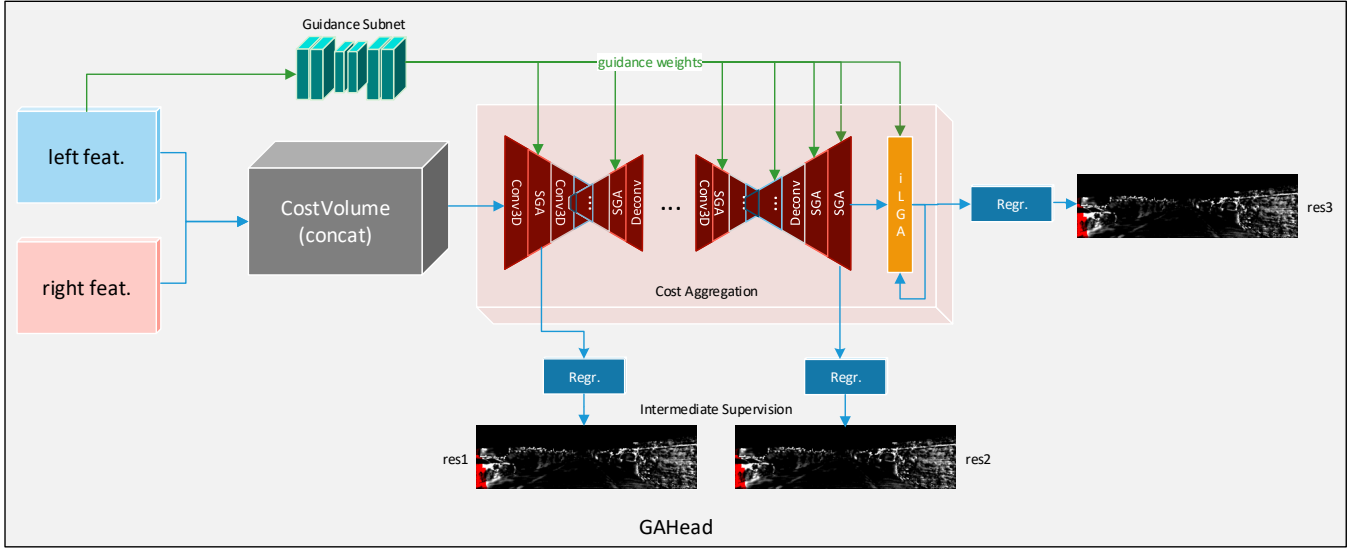 Guidance Subnet
guidance weights
left feat.
right feat.
CostVolume
(concat)
Conv3D
SGA
Conv3D
...
...
SGA
Deconv
...
Conv3D
SGA
...
...
Deconv
SGA
SGA
iLGA
Cost Aggregation
Regr.
res3
Regr.
Regr.
Intermediate Supervision
res1
res2
GAHead